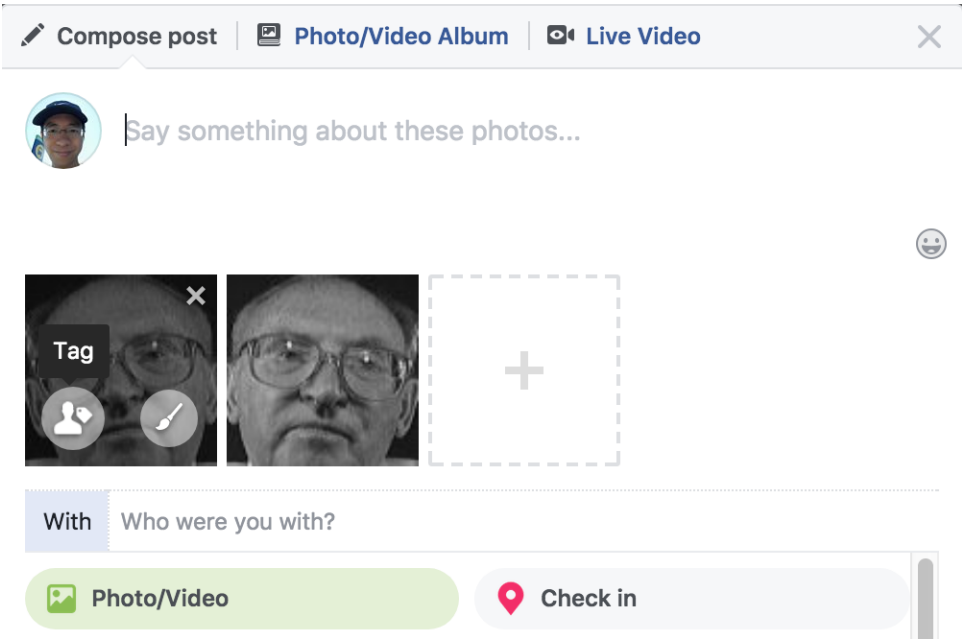 Compose post Photo/Video Album Live Video
Say something about these photos...
Tag
With Who were you with?
Photo/Video Check in